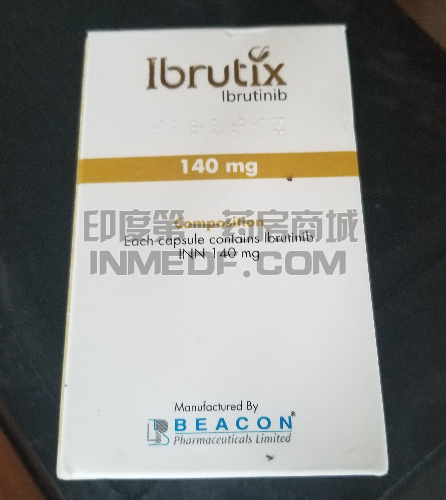 Ibrutix
Ibrutinib
140 mg
Composition
印度第一药房商城
Each capsule contains Ibrutinib
INN 140 mg
INMEDF.COM
Manufactured By
BEACON®
Pharmaceuticals Limited